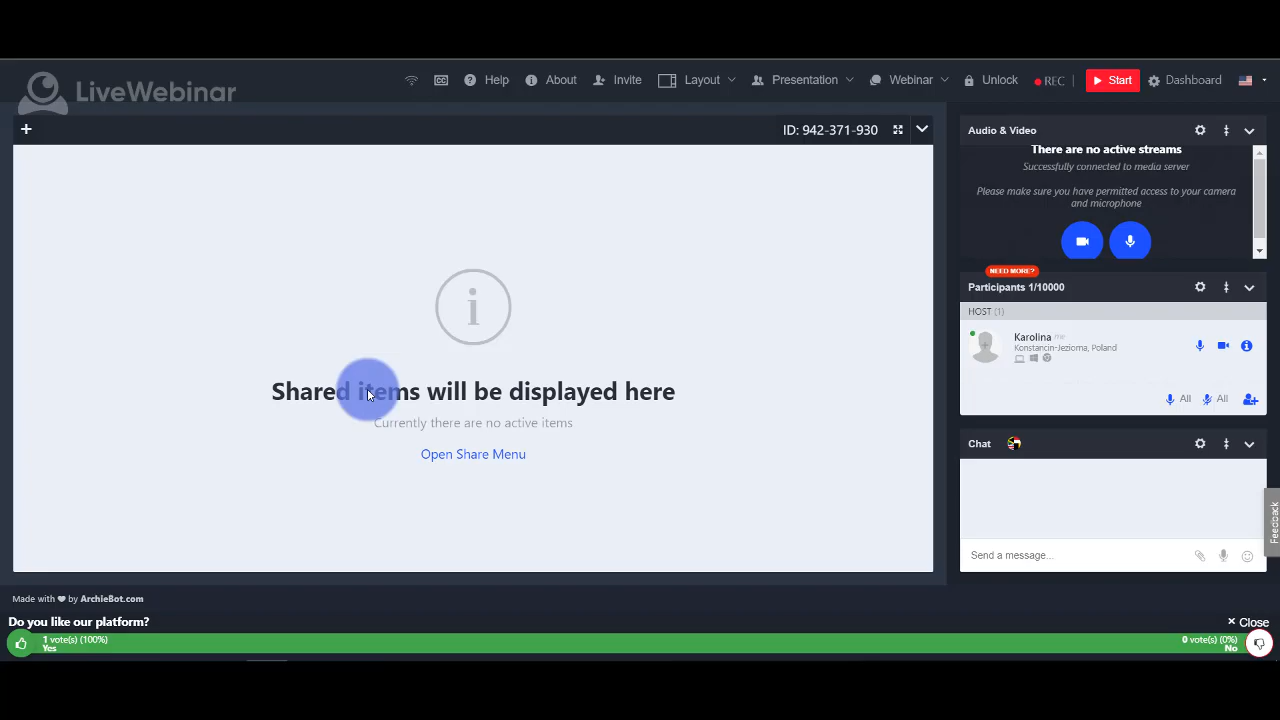 LiveWebinar
CC
Help
About
Invite
Layout
Presentation
Webinar
Unlock
REC
Start
Dashboard
+
ID: 942-371-930
Audio & Video
There are no active streams
Successfully connected to media server
Please make sure you have permitted access to your camera
and microphone
NEED MORE?
Participants 1/10000
HOST (1)
Karolina me
Konstancin-Jeziorna, Poland
All
All
i
Shared items will be displayed here
Currently there are no active items
Open Share Menu
Chat
Send a message...
Feedback
Made with ❤ by ArchieBot.com
Do you like our platform?
× Close
1 vote(s) (100%)
Yes
0 vote(s) (0%)
No